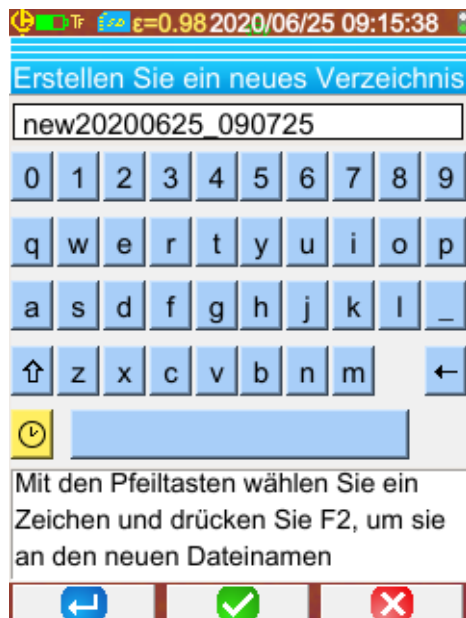 TF ε=0.98 2020/06/25 09:15:38
Erstellen Sie ein neues Verzeichnis
new20200625_090725
0 1 2 3 4 5 6 7 8 9
q w e r t y u i o p
a s d f g h j k l _
z x c v b n m
Mit den Pfeiltasten wählen Sie ein
Zeichen und drücken Sie F2, um sie
an den neuen Dateinamen